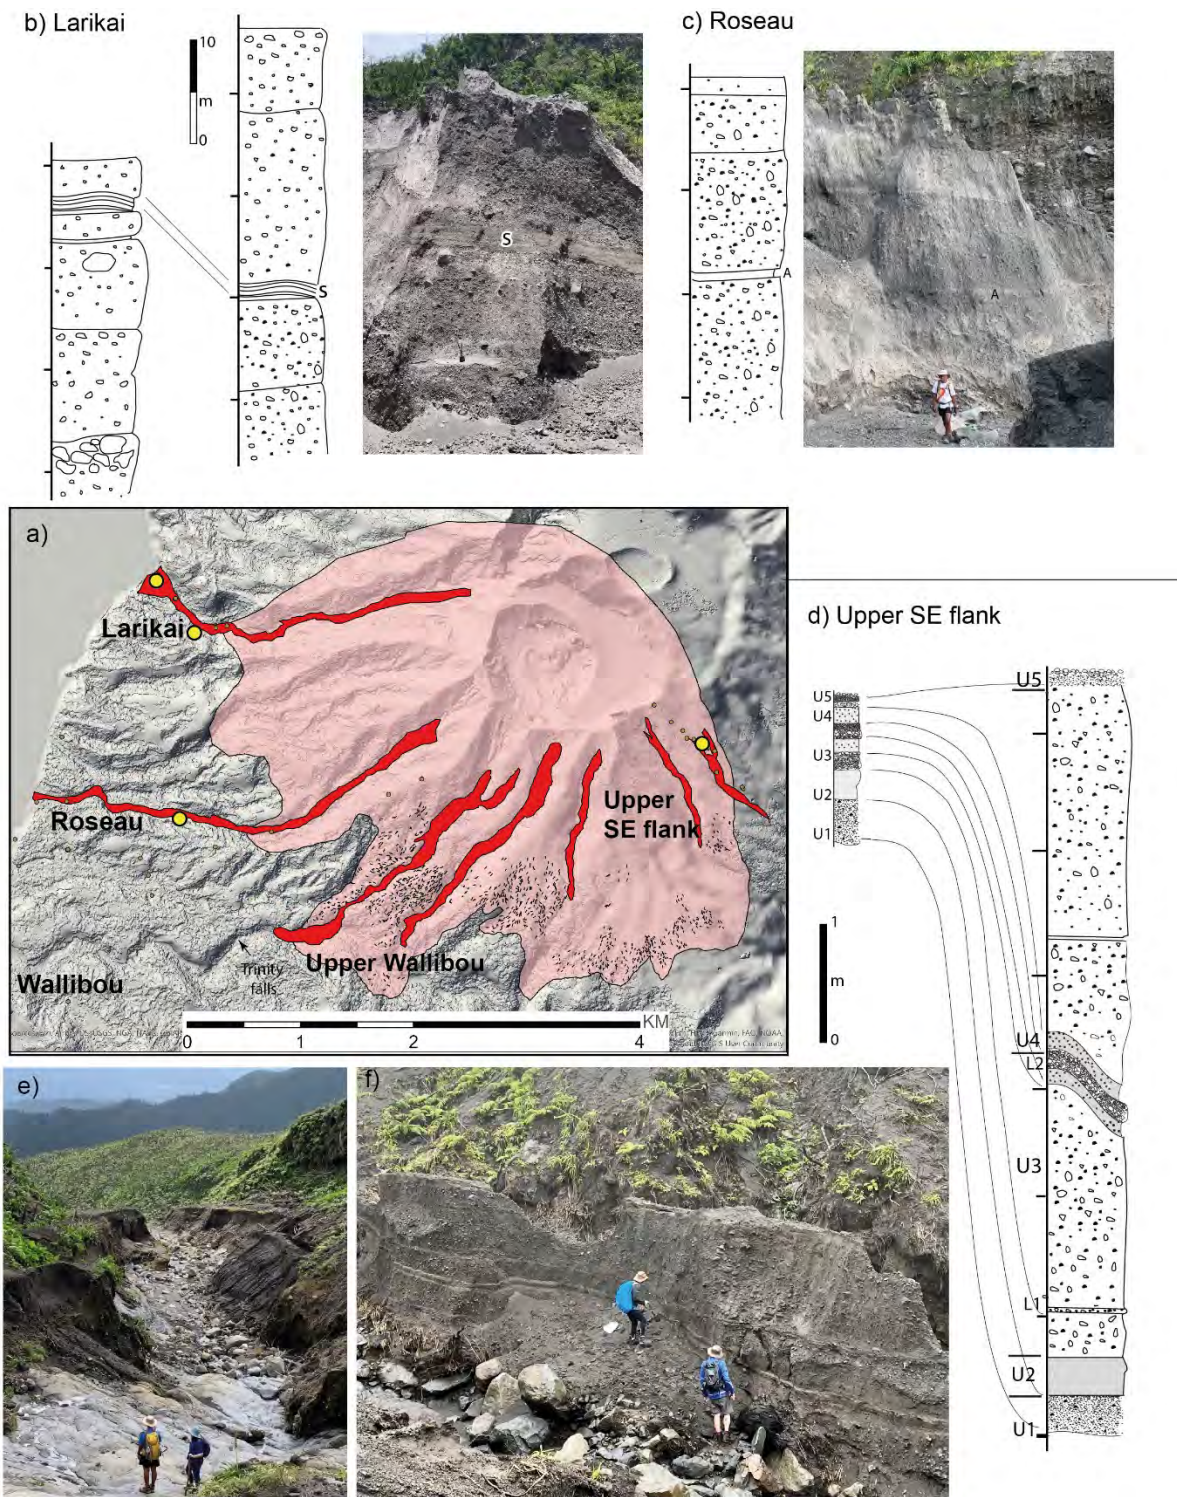 b) Larikai
10
m
0
S
S
c) Roseau
A
A
a)
Larikai
Roseau
Upper
SE flank
Upper Wallibou
Trinity
falls
Wallibou
KM
0
2
4
d) Upper SE flank
U5
U4
U3
U2
U1
1
m
0
U5
U4
L2
U3
L1
U2
U1
e)
f)